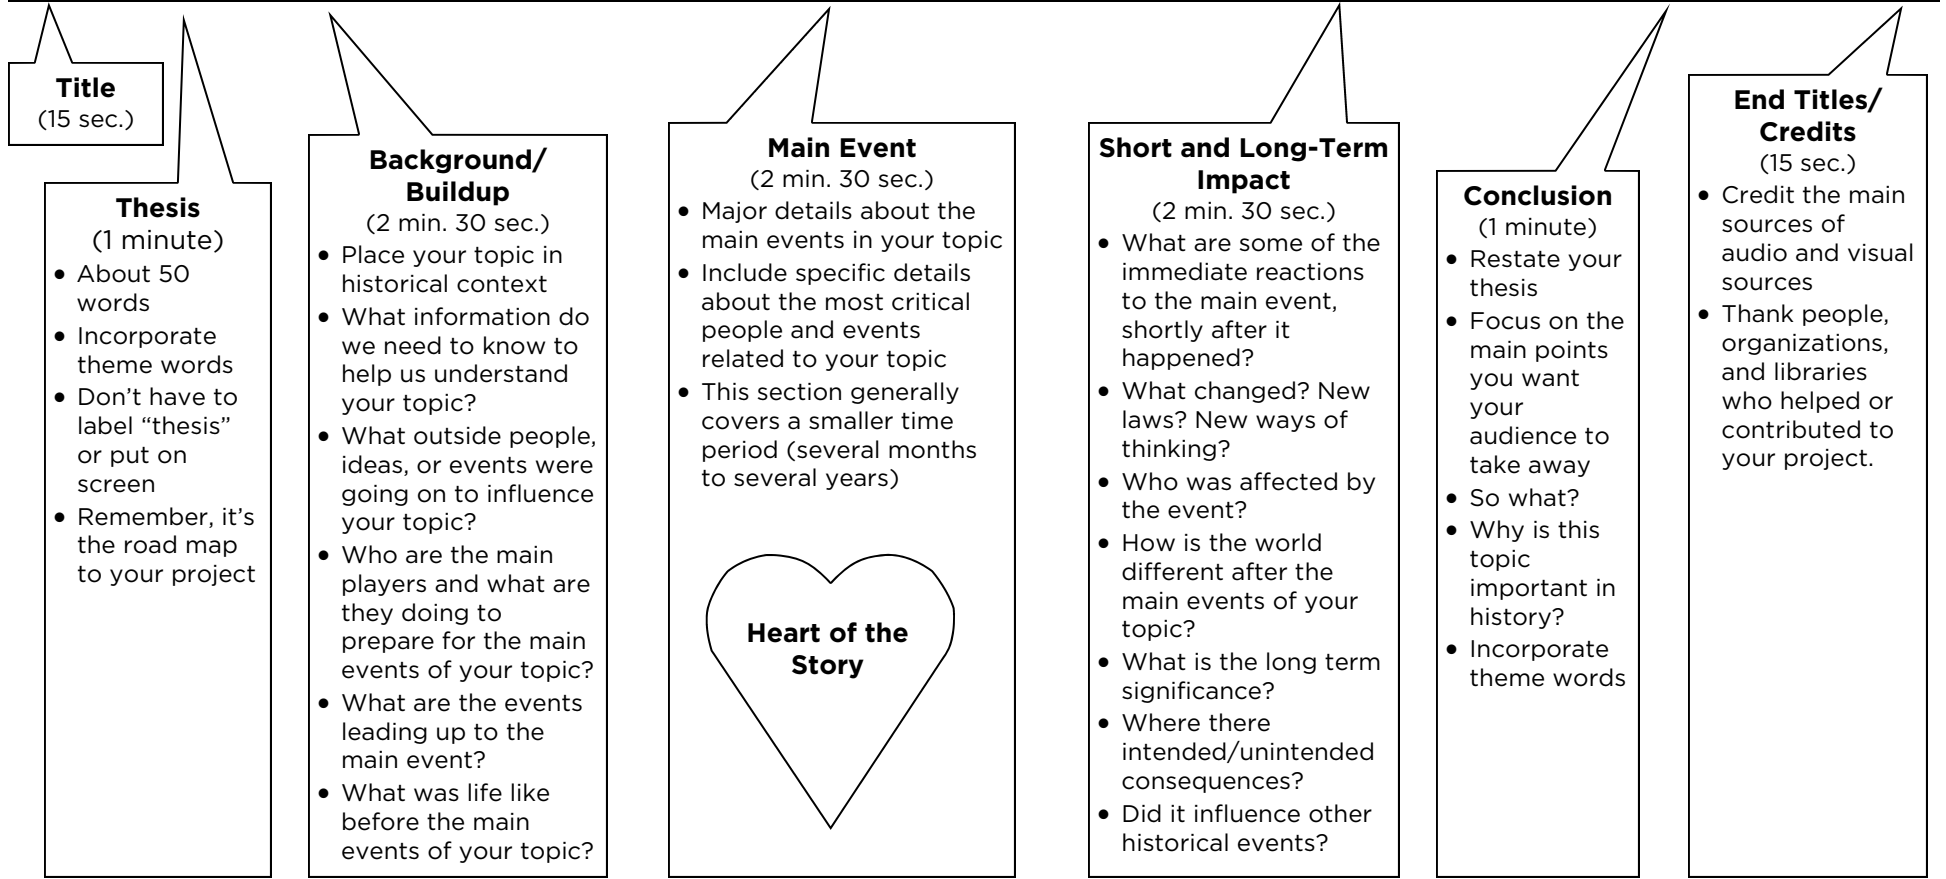 Title
(15 sec.)
Thesis
(1 minute)
• About 50
words
• Incorporate
theme words
• Don’t have to
label “thesis”
or put on
screen
• Remember, it’s
the road map
to your project
Background/
Buildup
(2 min. 30 sec.)
• Place your topic in
historical context
• What information do
we need to know to
help us understand
your topic?
• What outside people,
ideas, or events were
going on to influence
your topic?
• Who are the main
players and what are
they doing to
prepare for the main
events of your topic?
• What are the events
leading up to the
main event?
• What was life like
before the main
events of your topic?
Main Event
(2 min. 30 sec.)
• Major details about the
main events in your topic
• Include specific details
about the most critical
people and events
related to your topic
• This section generally
covers a smaller time
period (several months
to several years)
Heart of the
Story
Short and Long-Term
Impact
(2 min. 30 sec.)
• What are some of the
immediate reactions
to the main event,
shortly after it
happened?
• What changed? New
laws? New ways of
thinking?
• Who was affected by
the event?
• How is the world
different after the
main events of your
topic?
• What is the long term
significance?
• Where there
intended/unintended
consequences?
• Did it influence other
historical events?
Conclusion
(1 minute)
• Restate your
thesis
• Focus on the
main points
you want
your
audience to
take away
• So what?
• Why is this
topic
important in
history?
• Incorporate
theme words
End Titles/
Credits
(15 sec.)
• Credit the main
sources of
audio and visual
sources
• Thank people,
organizations,
and libraries
who helped or
contributed to
your project.